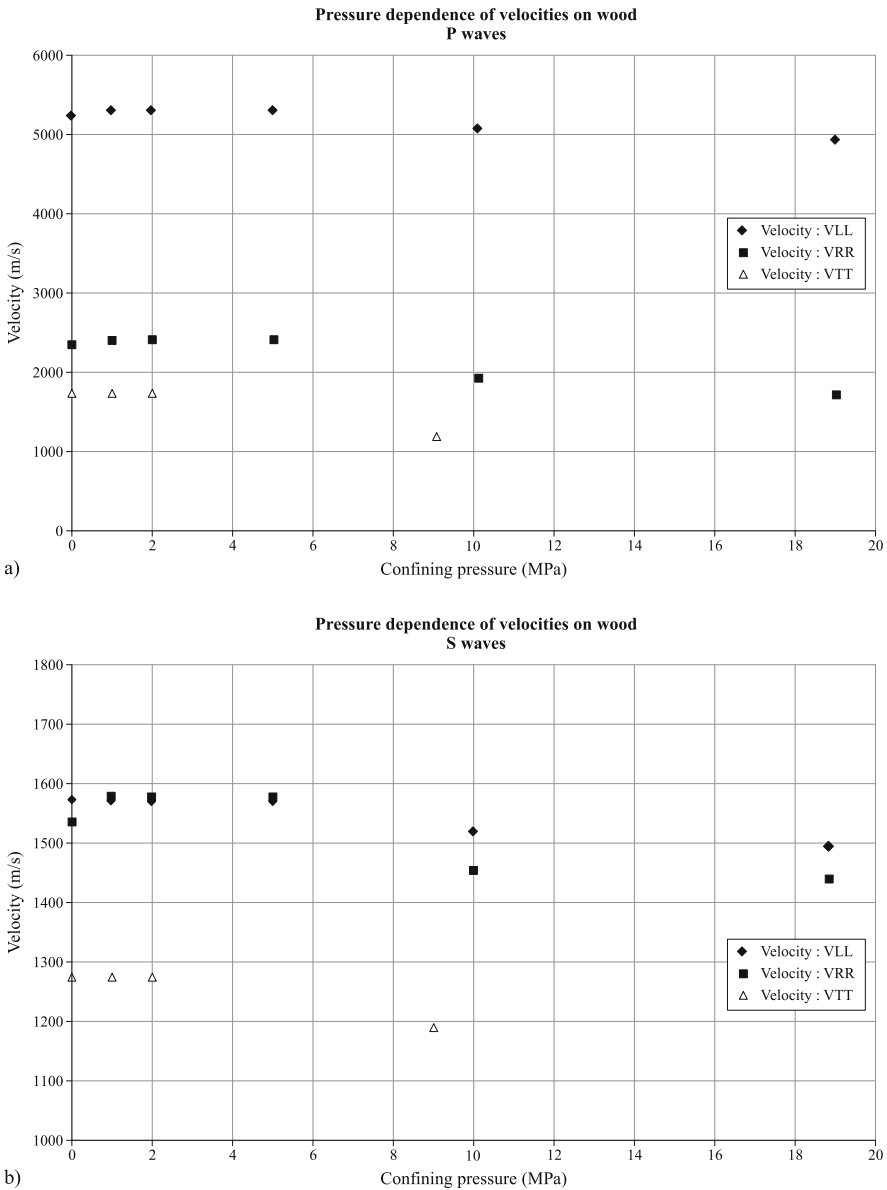 Pressure dependence of velocities on wood
P waves
6000
5000
4000
3000
2000
1000
0
Velocity (m/s)
Velocity : VLL
Velocity : VRR
Velocity : VTT
0 2 4 6 8 10 12 14 16 18 20
Confining pressure (MPa)
a)
Pressure dependence of velocities on wood
S waves
1800
1700
1600
1500
1400
1300
1200
1100
1000
Velocity (m/s)
Velocity : VLL
Velocity : VRR
Velocity : VTT
0 2 4 6 8 10 12 14 16 18 20
Confining pressure (MPa)
b)